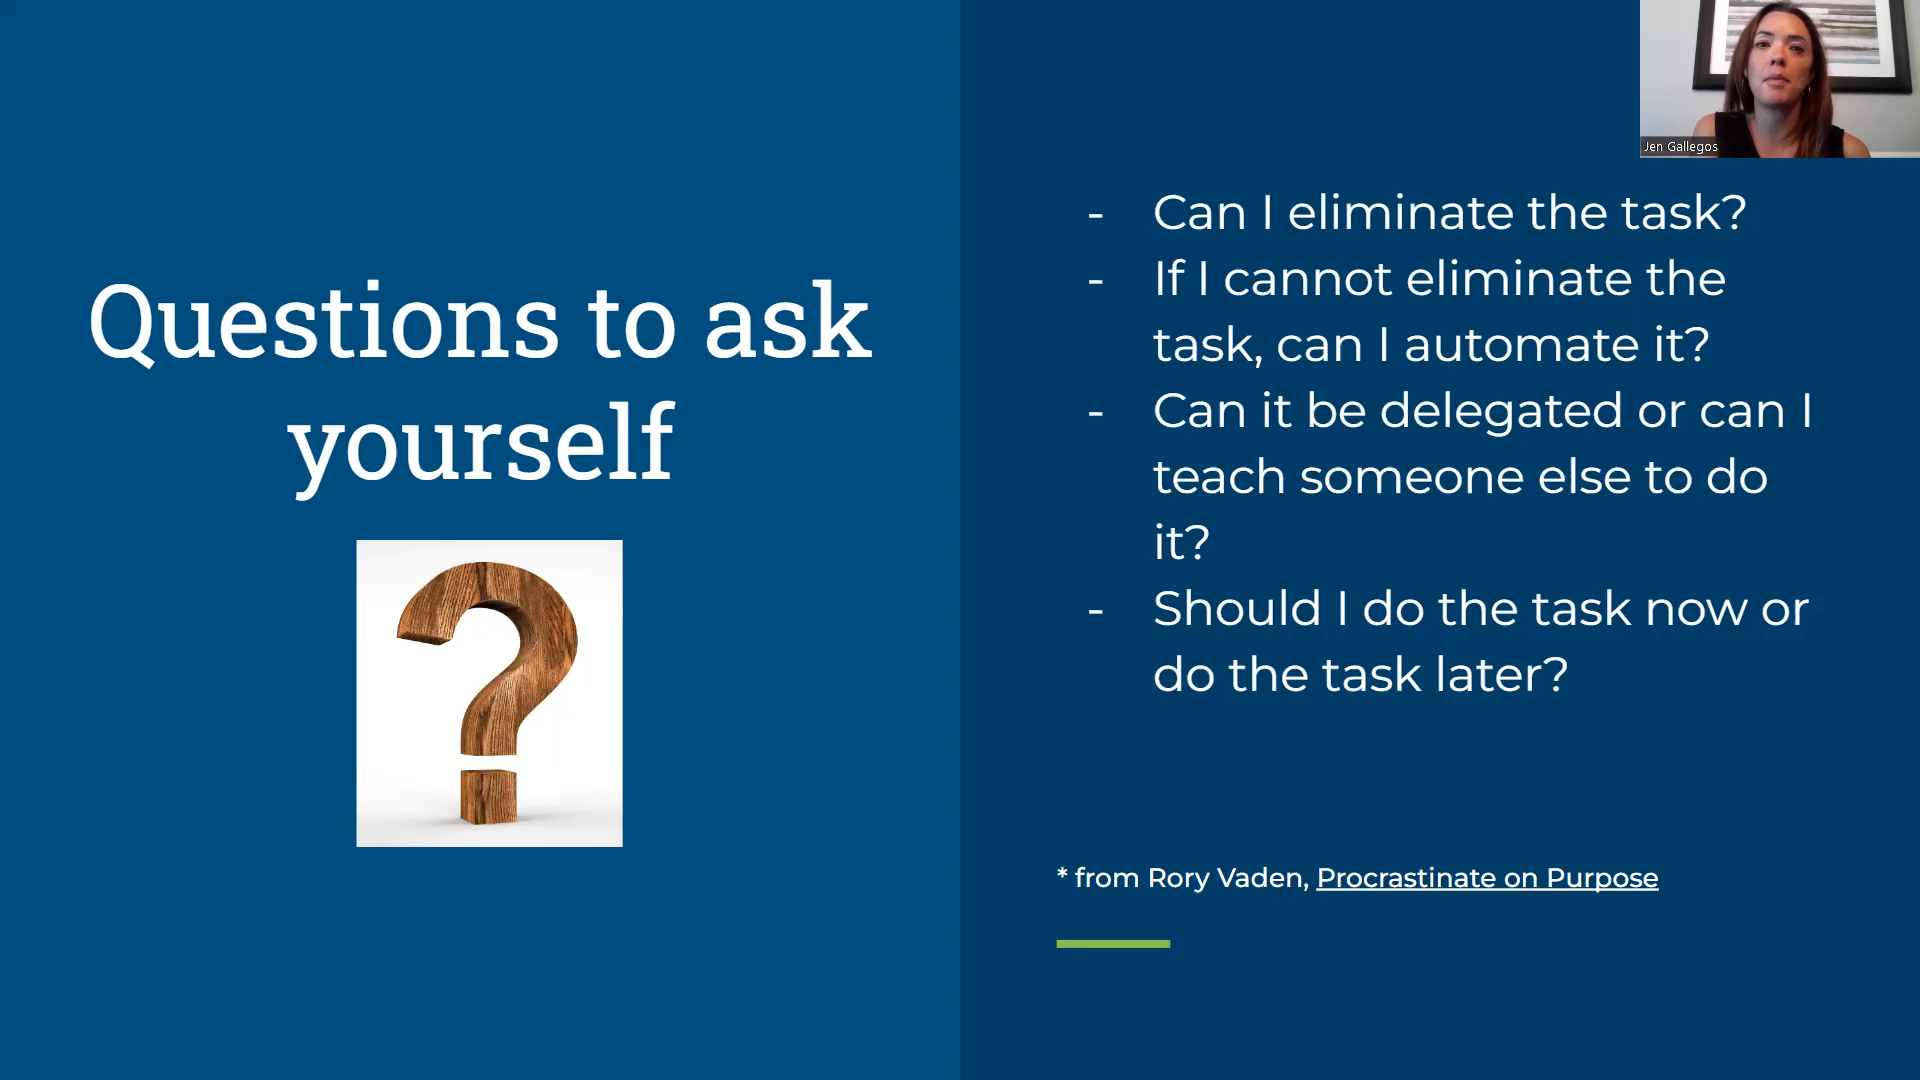 Questions to ask
yourself
Jen Gallegos
- Can I eliminate the task?
- If I cannot eliminate the
task, can I automate it?
- Can it be delegated or can I
teach someone else to do
it?
- Should I do the task now or
do the task later?
* from Rory Vaden, Procrastinate on Purpose